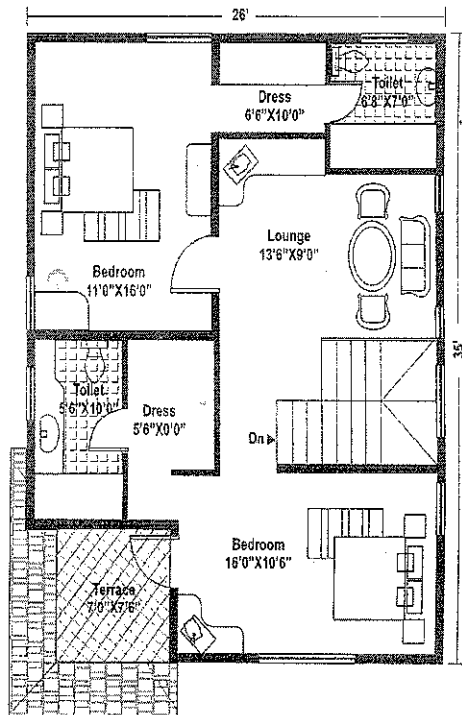 26'
Toilet
6'8"X7'0"
Dress
6'6"X10'0"
Lounge
13'6"X9'0"
Bedroom
11'0"X16'0"
35'
Toilet
5'6"X10'0"
Dress
5'6"X0'0"
Dn
Bedroom
16'0"X10'6"
Terrace
7'0"X7'6"